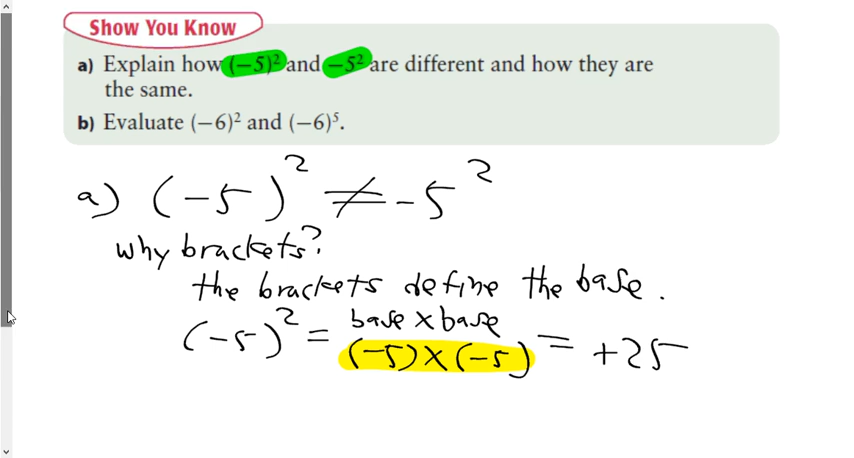 Show You Know
a) Explain how (−5)² and −5² are different and how they are
the same.
b) Evaluate (−6)² and (−6)⁵.
a) (-5)² ≠ -5²
why brackets?
the brackets define the base.
base x base
(-5)² = (-5) x (-5) = +25